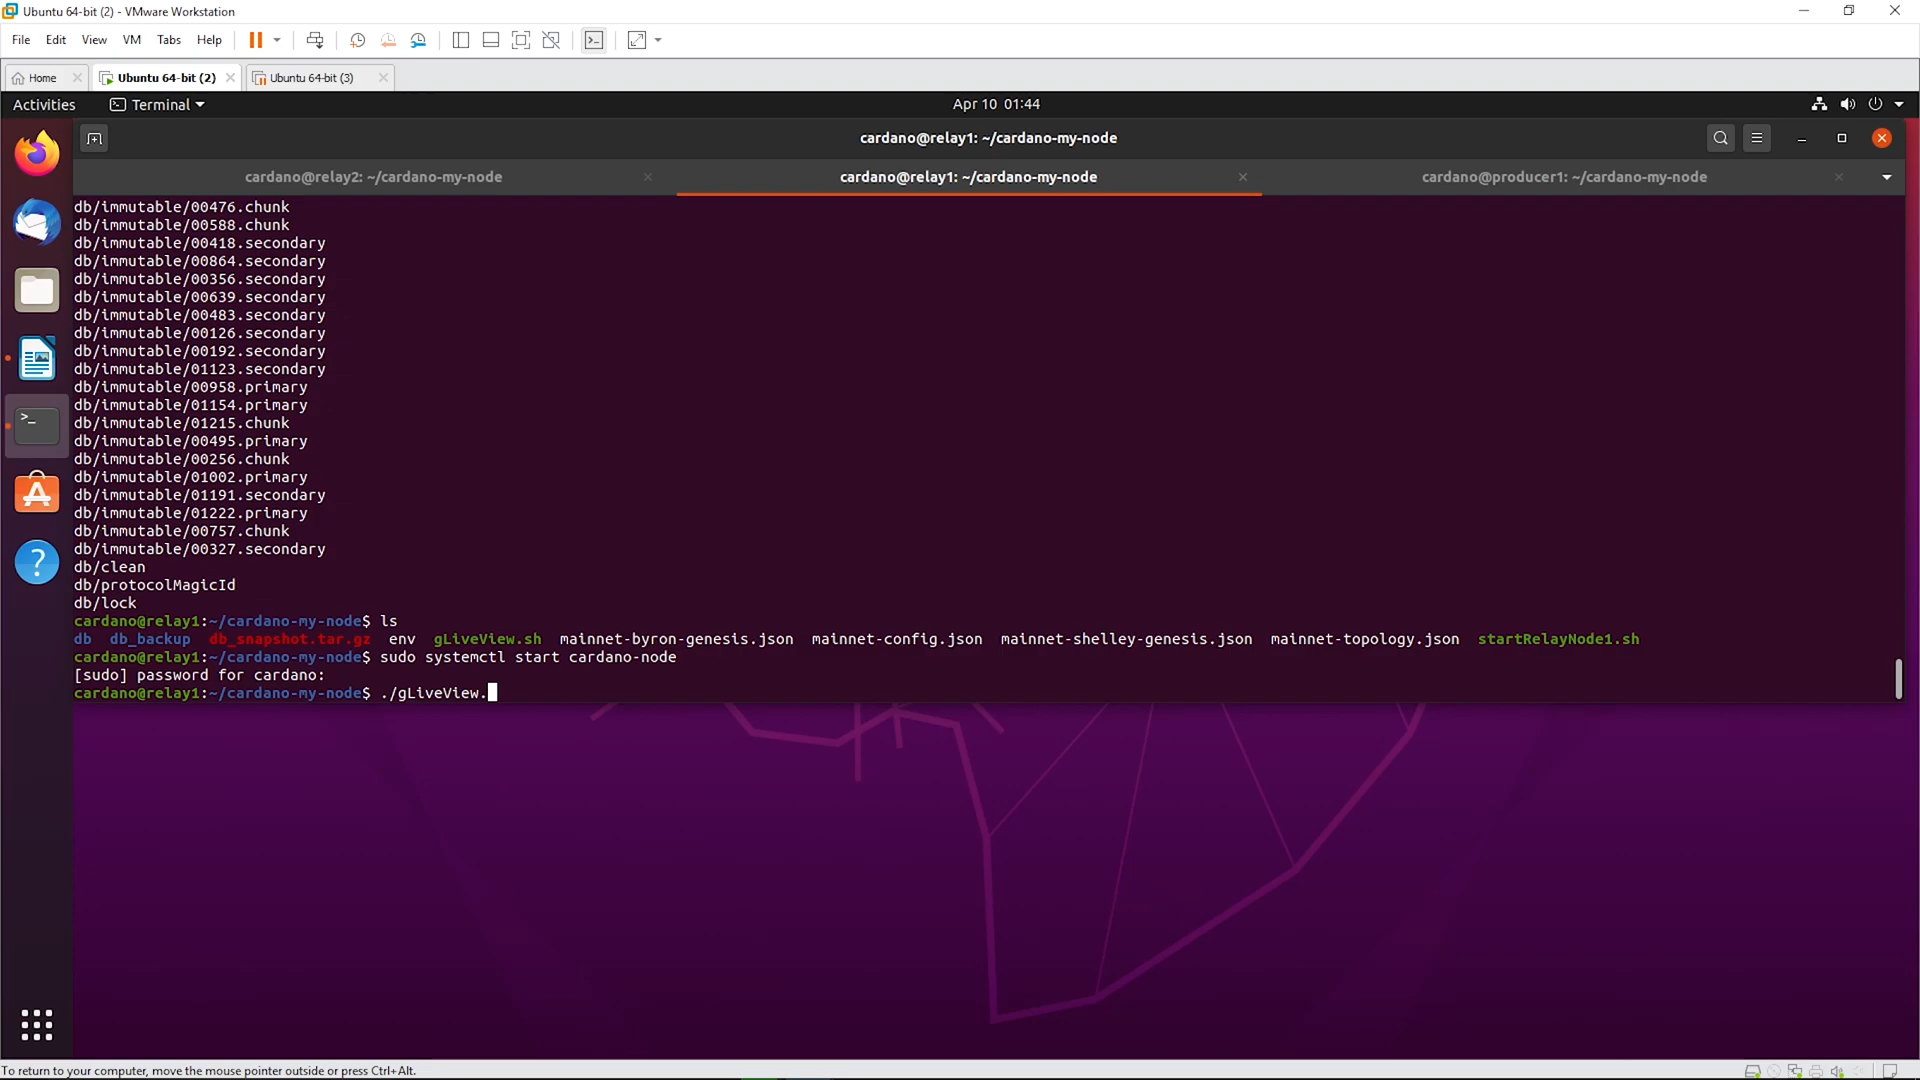 Ubuntu 64-bit (2) - VMware Workstation
File Edit View VM Tabs Help
Home Ubuntu 64-bit (2) Ubuntu 64-bit (3)
Activities Terminal Apr 10 01:44
cardano@relay1: ~/cardano-my-node
cardano@relay2: ~/cardano-my-node cardano@relay1: ~/cardano-my-node cardano@producer1: ~/cardano-my-node
db/immutable/00476.chunk
db/immutable/00588.chunk
db/immutable/00418.secondary
db/immutable/00864.secondary
db/immutable/00356.secondary
db/immutable/00639.secondary
db/immutable/00483.secondary
db/immutable/00126.secondary
db/immutable/00192.secondary
db/immutable/01123.secondary
db/immutable/00958.primary
db/immutable/01154.primary
db/immutable/01215.chunk
db/immutable/00495.primary
db/immutable/00256.chunk
db/immutable/01002.primary
db/immutable/01191.secondary
db/immutable/01222.primary
db/immutable/00757.chunk
db/immutable/00327.secondary
db/clean
db/protocolMagicId
db/lock
cardano@relay1:~/cardano-my-node$ ls
db db_backup db_snapshot.tar.gz env gLiveView.sh mainnet-byron-genesis.json mainnet-config.json mainnet-shelley-genesis.json mainnet-topology.json startRelayNode1.sh
cardano@relay1:~/cardano-my-node$ sudo systemctl start cardano-node
[sudo] password for cardano:
cardano@relay1:~/cardano-my-node$ ./gLiveView.
To return to your computer, move the mouse pointer outside or press Ctrl+Alt.